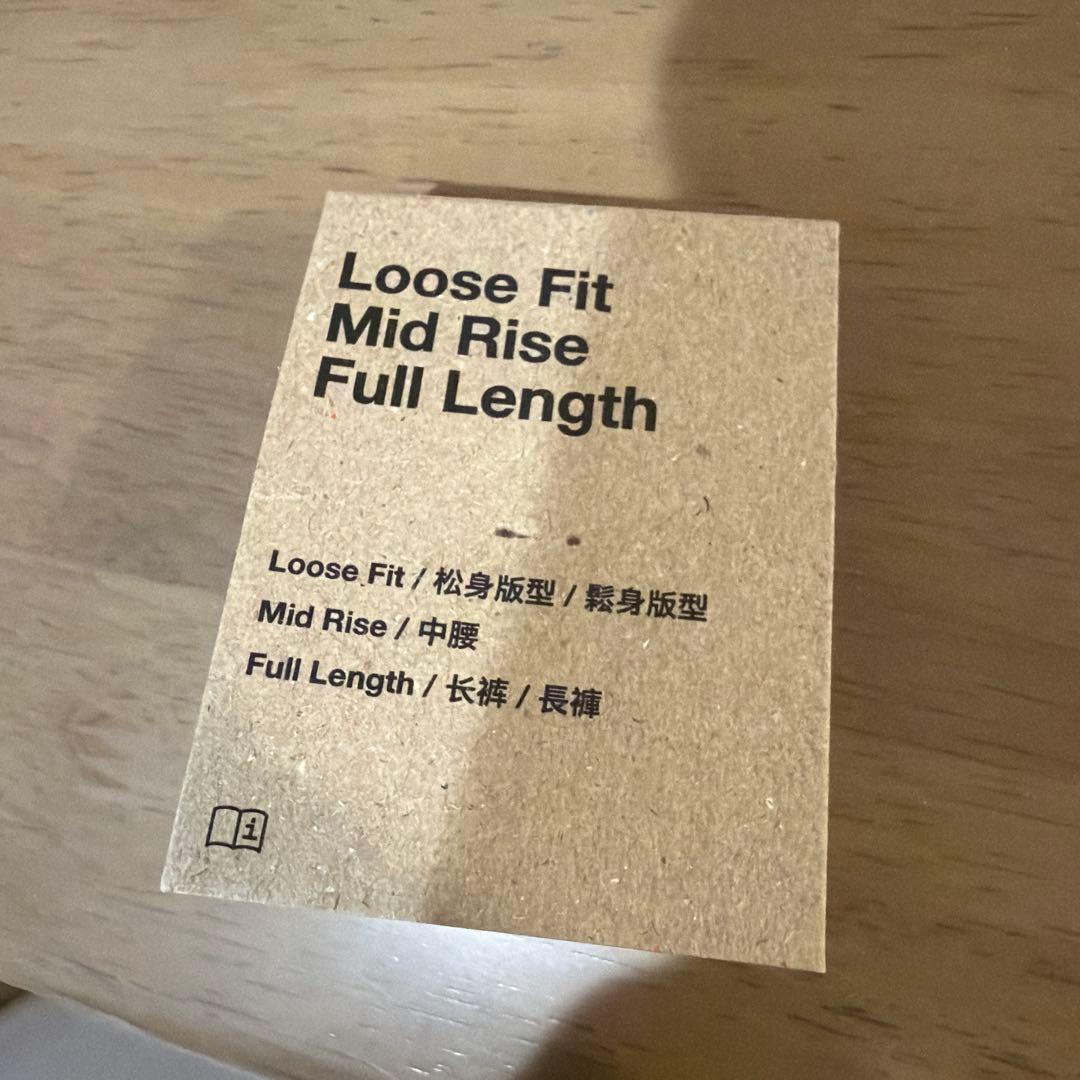 Loose Fit
Mid Rise
Full Length
Loose Fit / 松身版型 / 鬆身版型
Mid Rise / 中腰
Full Length / 长裤 / 長褲
i